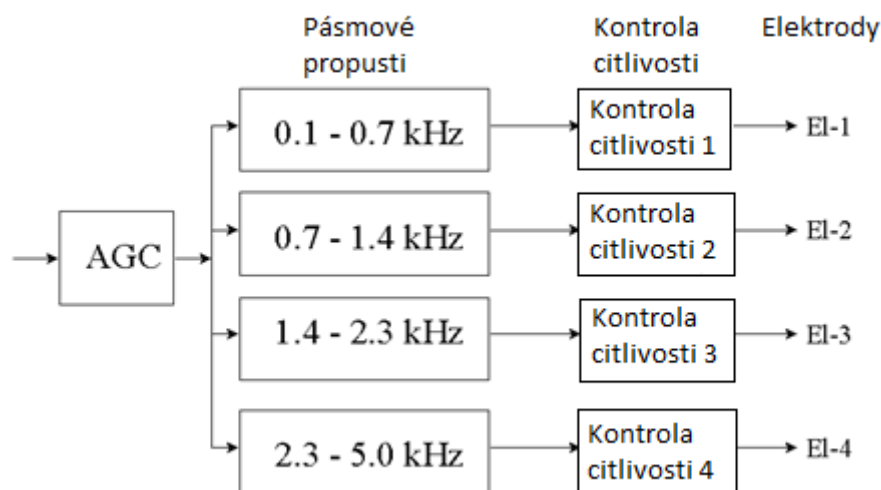 Pásmové
propusti
Kontrola
citlivosti
Elektrody
0.1 - 0.7 kHz
Kontrola
citlivosti 1
El-1
0.7 - 1.4 kHz
Kontrola
citlivosti 2
El-2
AGC
1.4 - 2.3 kHz
Kontrola
citlivosti 3
El-3
2.3 - 5.0 kHz
Kontrola
citlivosti 4
El-4